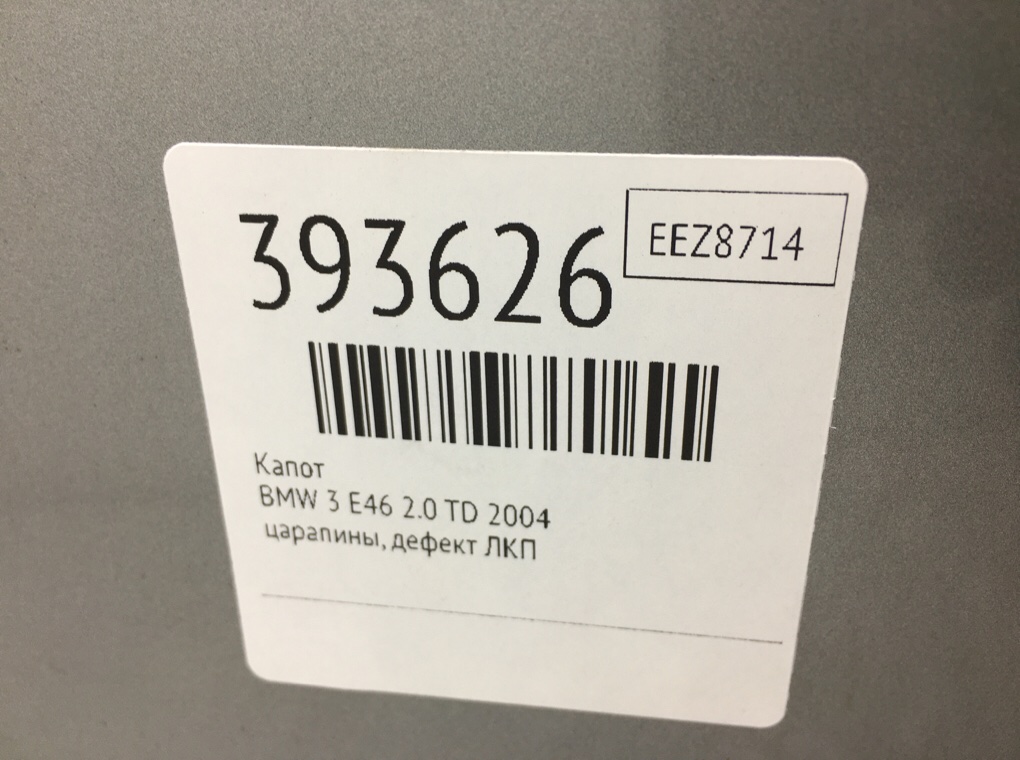 393626
EEZ8714
Капот
BMW 3 E46 2.0 TD 2004
царапины, дефект ЛКП